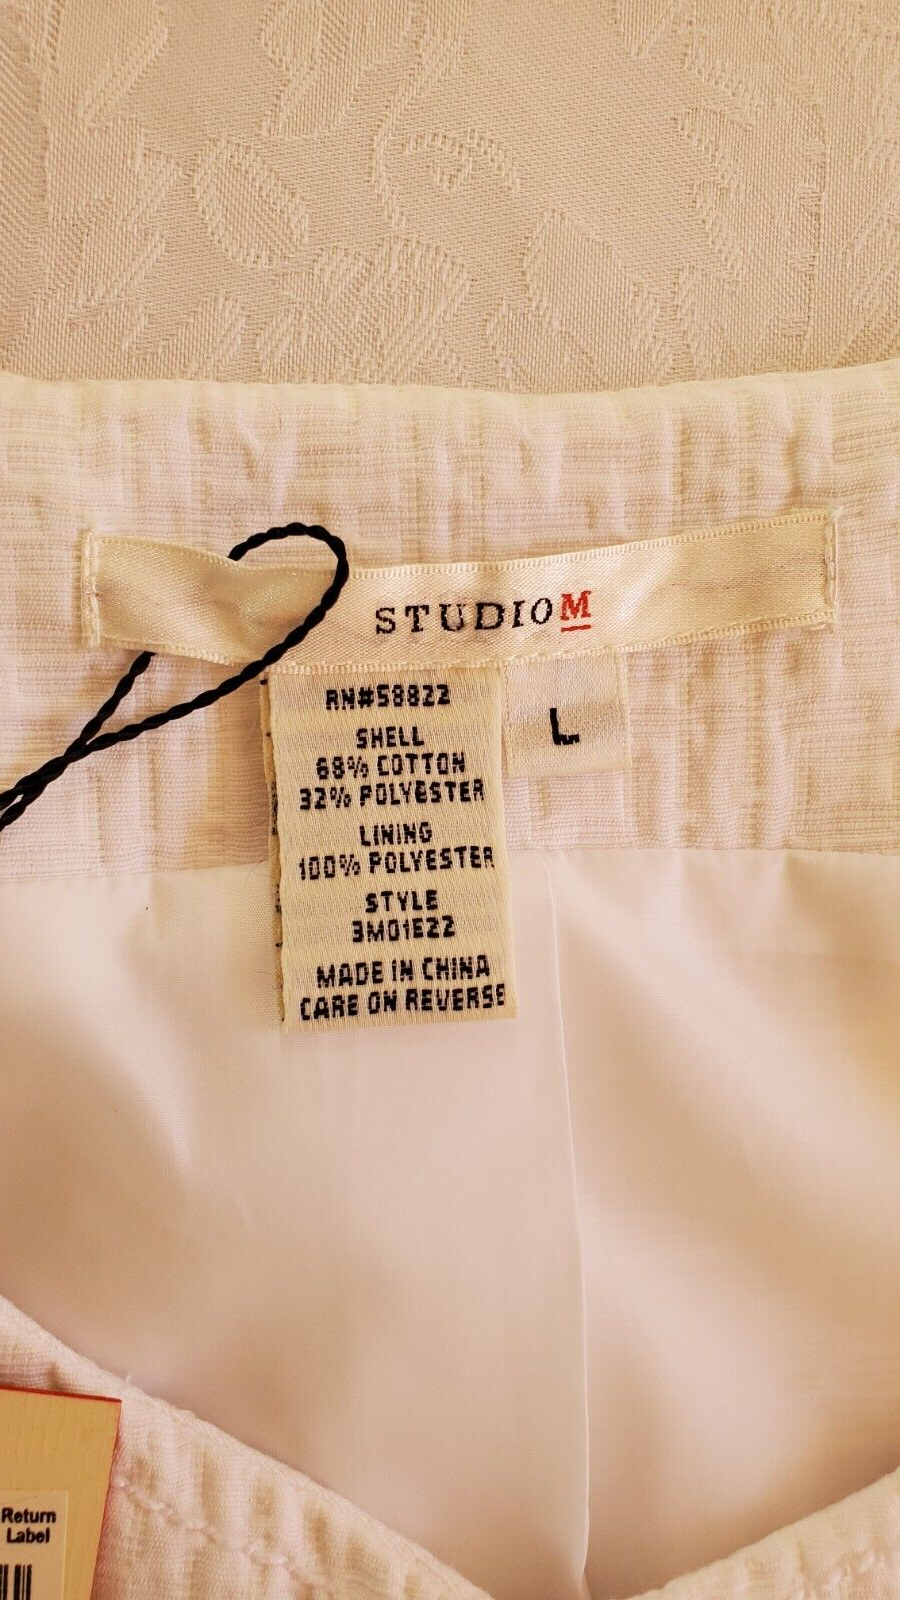 STUDIOM
RN#58822
L
SHELL
68% COTTON
32% POLYESTER
LINING
100% POLYESTER
STYLE
3M01E22
MADE IN CHINA
CARE ON REVERSE
Return
Label